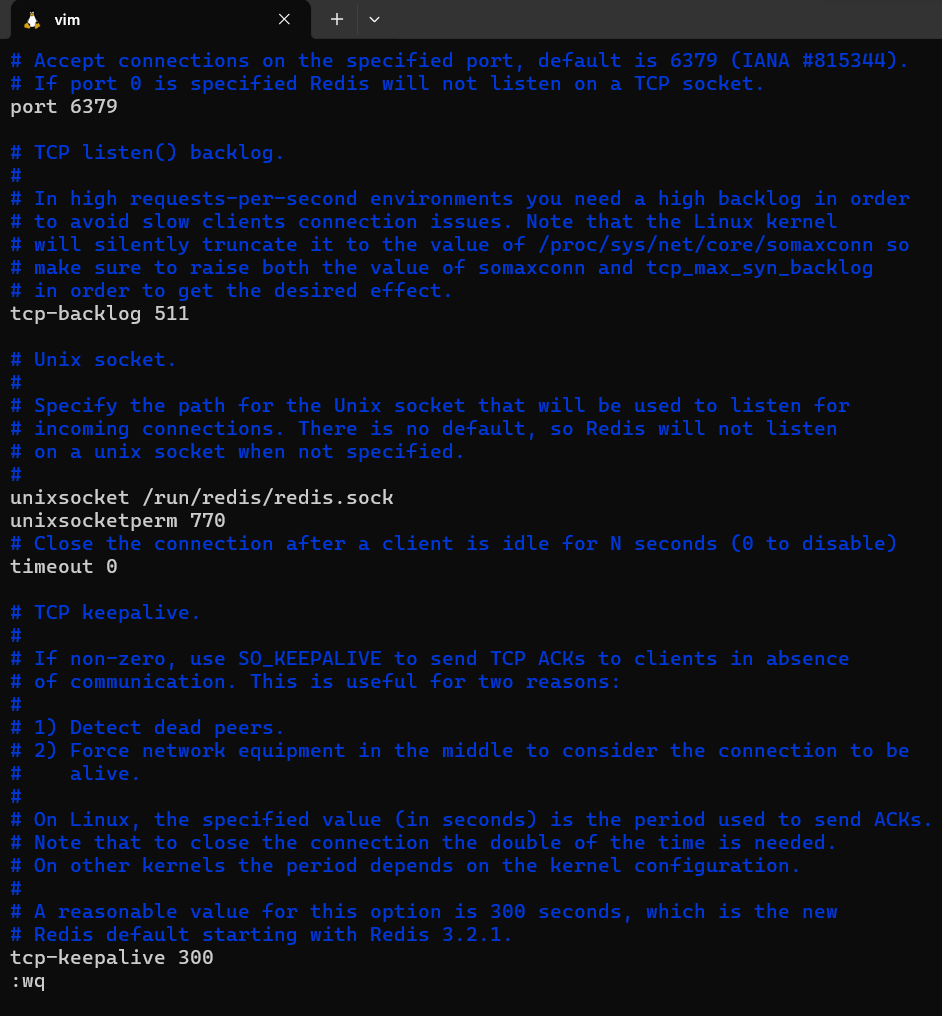 vim
# Accept connections on the specified port, default is 6379 (IANA #815344).
# If port 0 is specified Redis will not listen on a TCP socket.
port 6379

# TCP listen() backlog.
#
# In high requests-per-second environments you need a high backlog in order
# to avoid slow clients connection issues. Note that the Linux kernel
# will silently truncate it to the value of /proc/sys/net/core/somaxconn so
# make sure to raise both the value of somaxconn and tcp_max_syn_backlog
# in order to get the desired effect.
tcp-backlog 511

# Unix socket.
#
# Specify the path for the Unix socket that will be used to listen for
# incoming connections. There is no default, so Redis will not listen
# on a unix socket when not specified.
#
unixsocket /run/redis/redis.sock
unixsocketperm 770
# Close the connection after a client is idle for N seconds (0 to disable)
timeout 0

# TCP keepalive.
#
# If non-zero, use SO_KEEPALIVE to send TCP ACKs to clients in absence
# of communication. This is useful for two reasons:
#
# 1) Detect dead peers.
# 2) Force network equipment in the middle to consider the connection to be
#    alive.
#
# On Linux, the specified value (in seconds) is the period used to send ACKs.
# Note that to close the connection the double of the time is needed.
# On other kernels the period depends on the kernel configuration.
#
# A reasonable value for this option is 300 seconds, which is the new
# Redis default starting with Redis 3.2.1.
tcp-keepalive 300
:wq